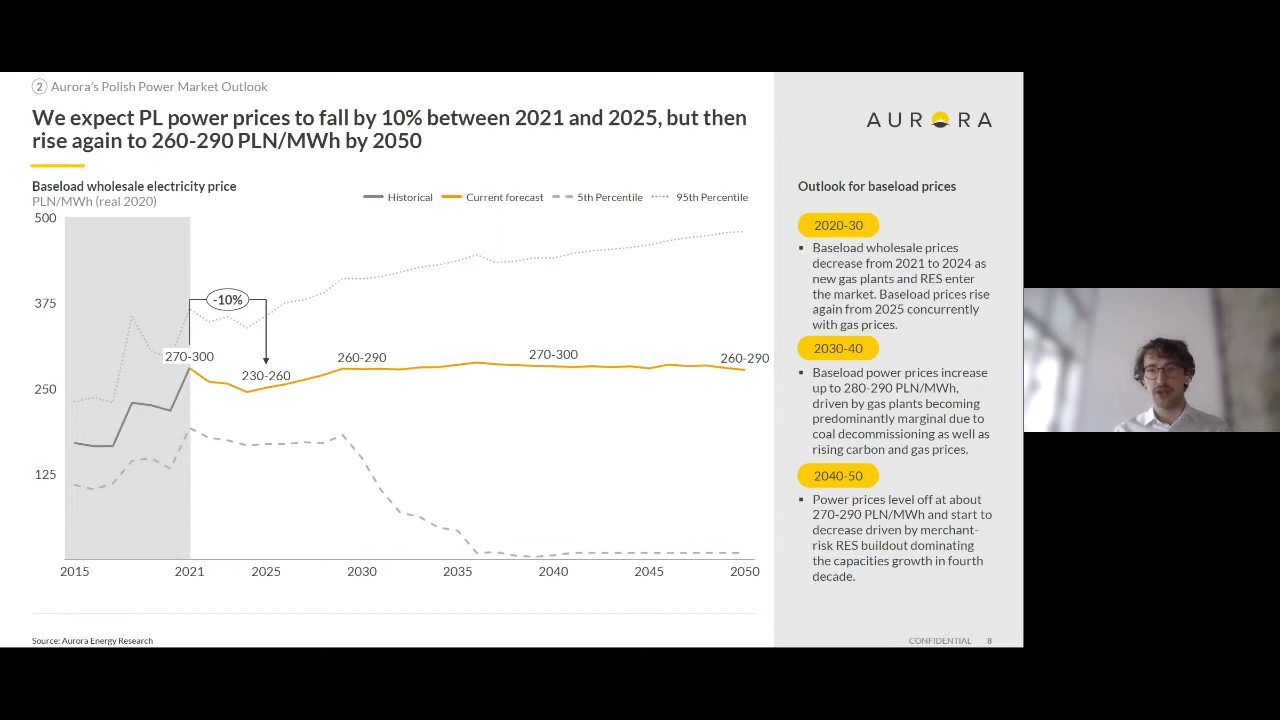 2 Aurora's Polish Power Market Outlook
We expect PL power prices to fall by 10% between 2021 and 2025, but then
rise again to 260-290 PLN/MWh by 2050
AURORA
Baseload wholesale electricity price
PLN/MWh (real 2020)
Historical
Current forecast
5th Percentile
95th Percentile
500
375
250
125
-10%
270-300
230-260
260-290
270-300
260-290
2015
2021
2025
2030
2035
2040
2045
2050
Outlook for baseload prices
2020-30
▪ Baseload wholesale prices
decrease from 2021 to 2024 as
new gas plants and RES enter
the market. Baseload prices rise
again from 2025 concurrently
with gas prices.
2030-40
▪ Baseload power prices increase
up to 280-290 PLN/MWh,
driven by gas plants becoming
predominantly marginal due to
coal decommissioning as well as
rising carbon and gas prices.
2040-50
▪ Power prices level off at about
270-290 PLN/MWh and start to
decrease driven by merchant-
risk RES buildout dominating
the capacities growth in fourth
decade.
Source: Aurora Energy Research
CONFIDENTIAL 8